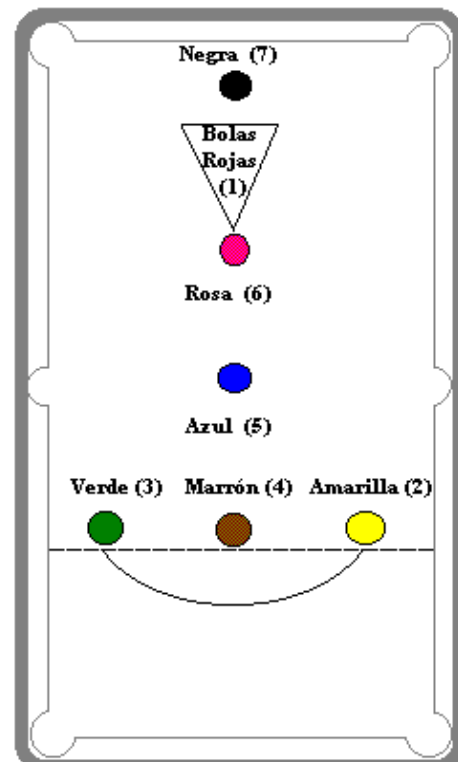 Negra (7)
Bolas
Rojas
(1)
Rosa (6)
Azul (5)
Verde (3) Marrón (4) Amarilla (2)